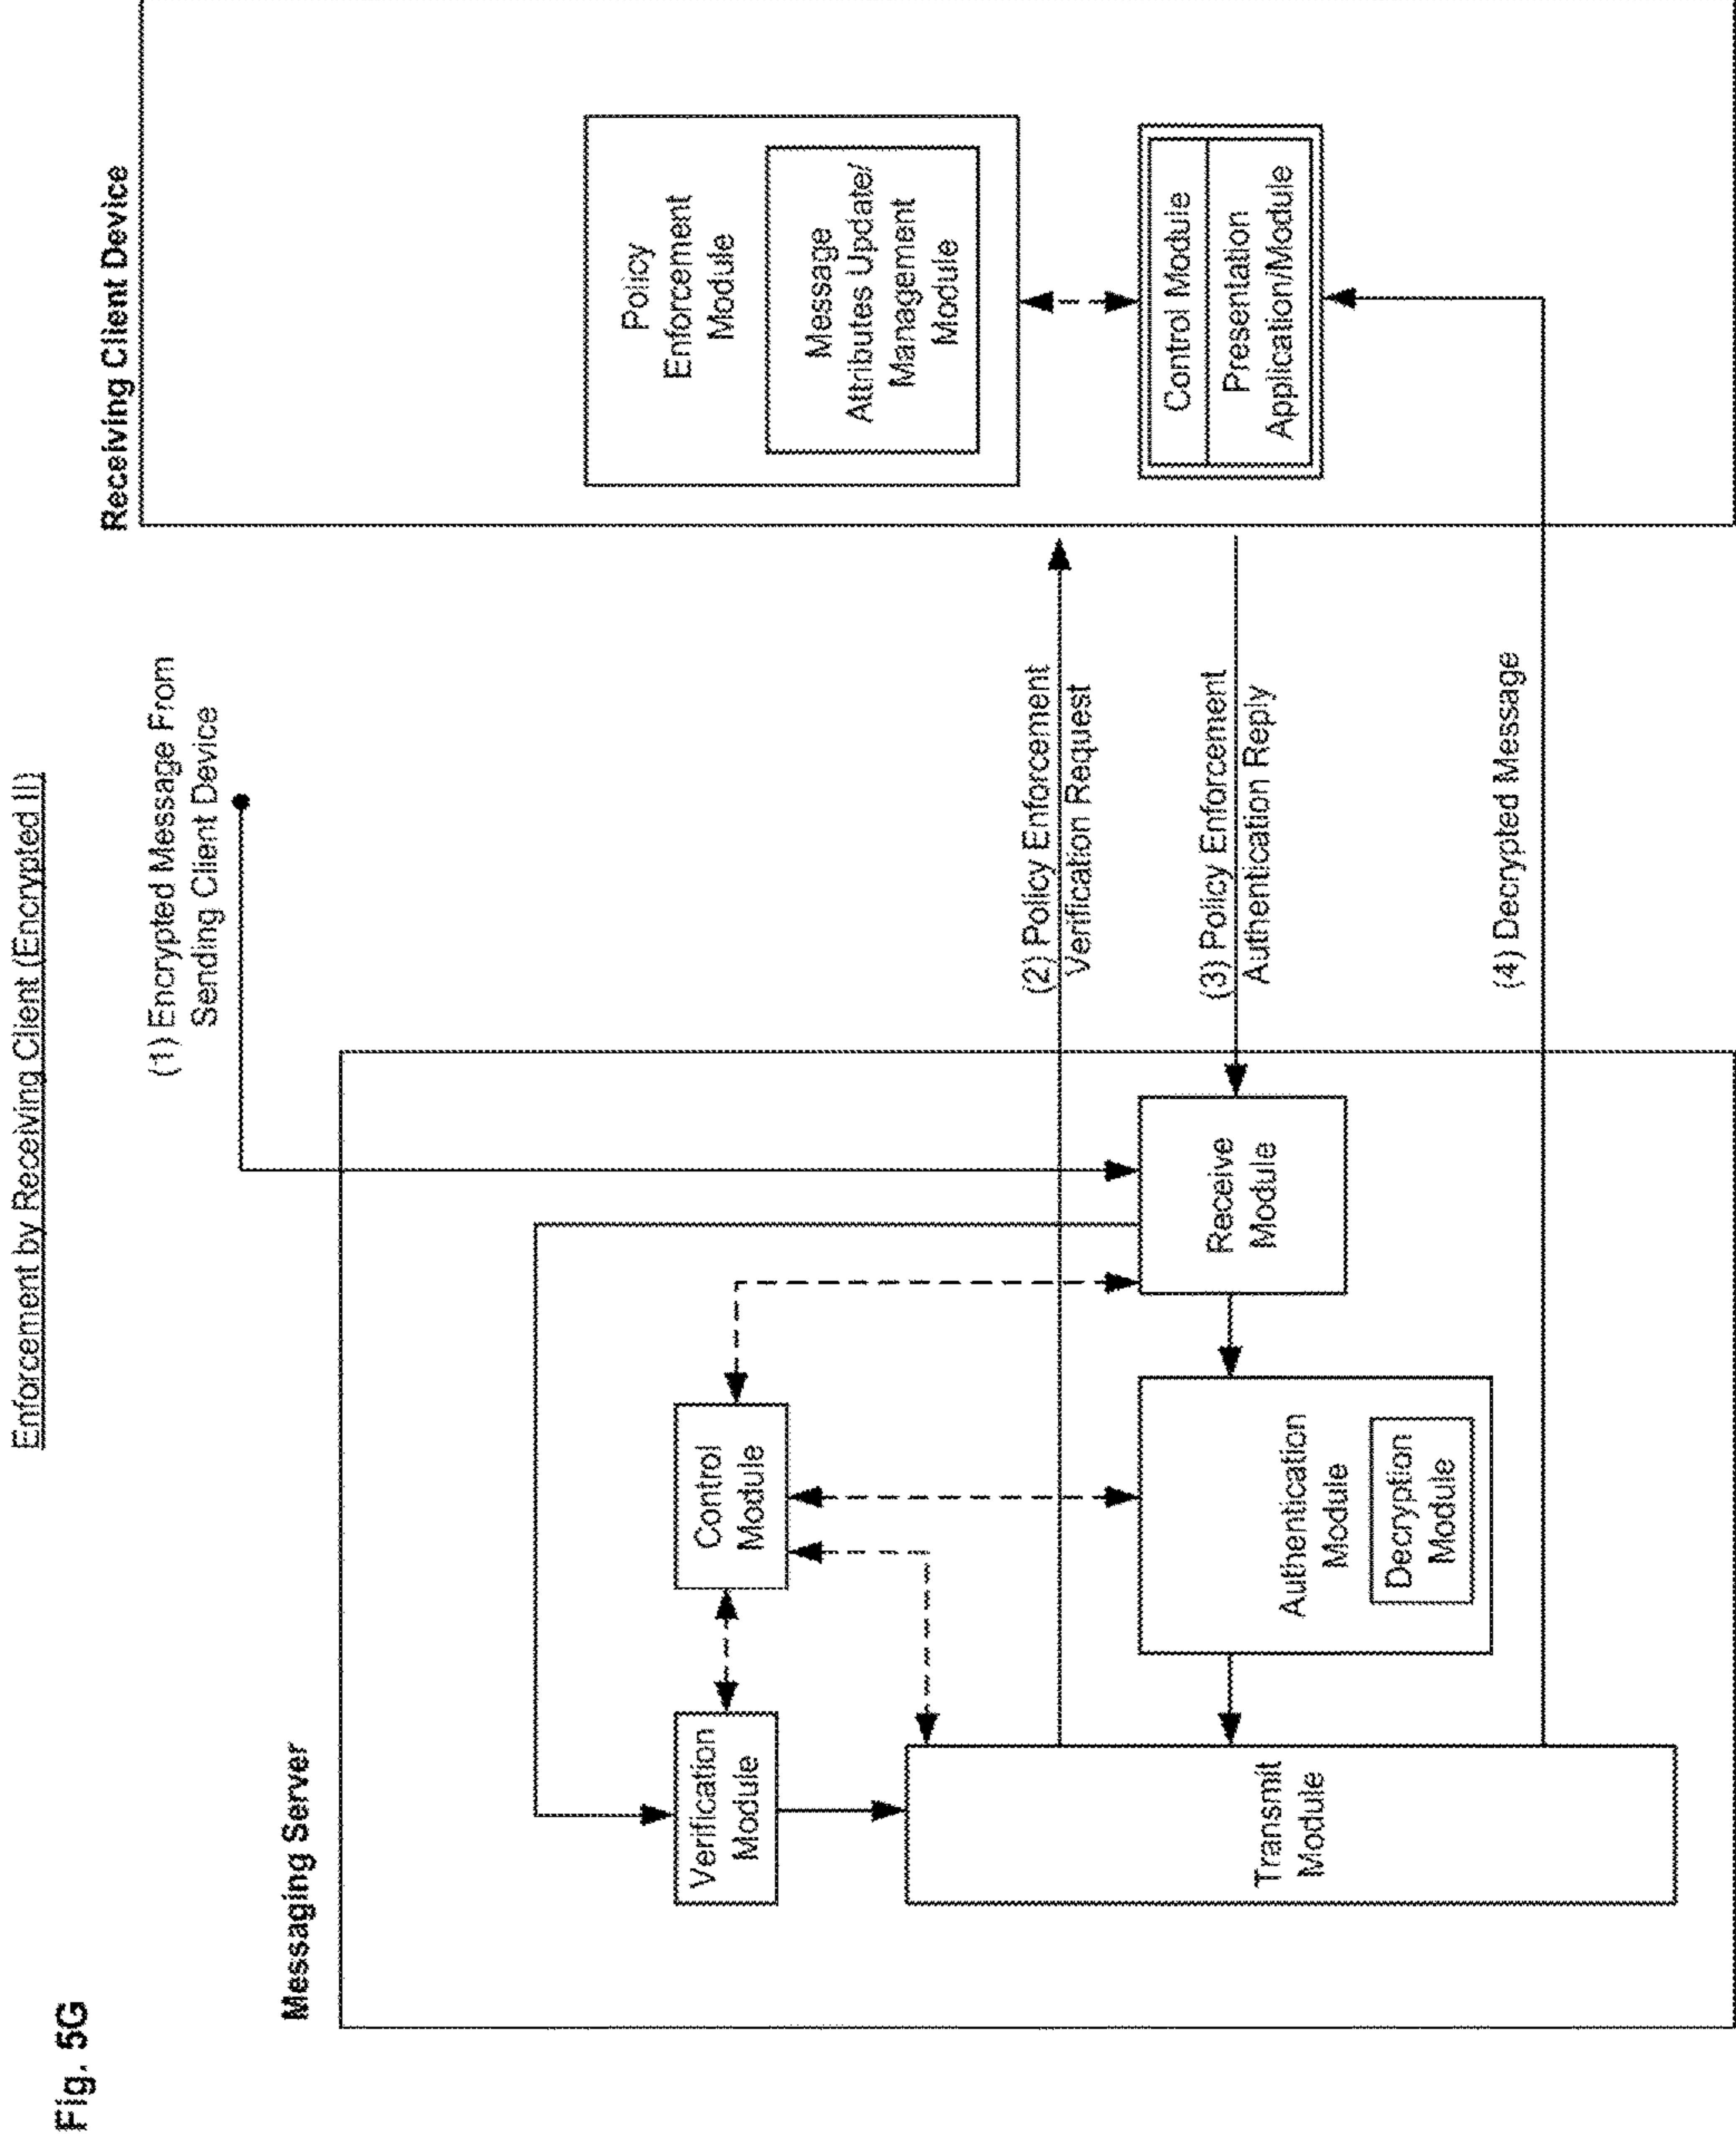 Fig. 5G
Enforcement by Receiving Client (Encrypted II)
Messaging Server
(1) Encrypted Message From
Sending Client Device
Receiving Client Device
Verification
Module
Control
Module
Transmit
Module
Authentication
Module
Decryption
Module
Receive
Module
(2) Policy Enforcement
Verification Request
(3) Policy Enforcement
Authentication Reply
(4) Decrypted Message
Policy
Enforcement
Module
Message
Attributes Update/
Management
Module
Control Module
Presentation
Application/Module